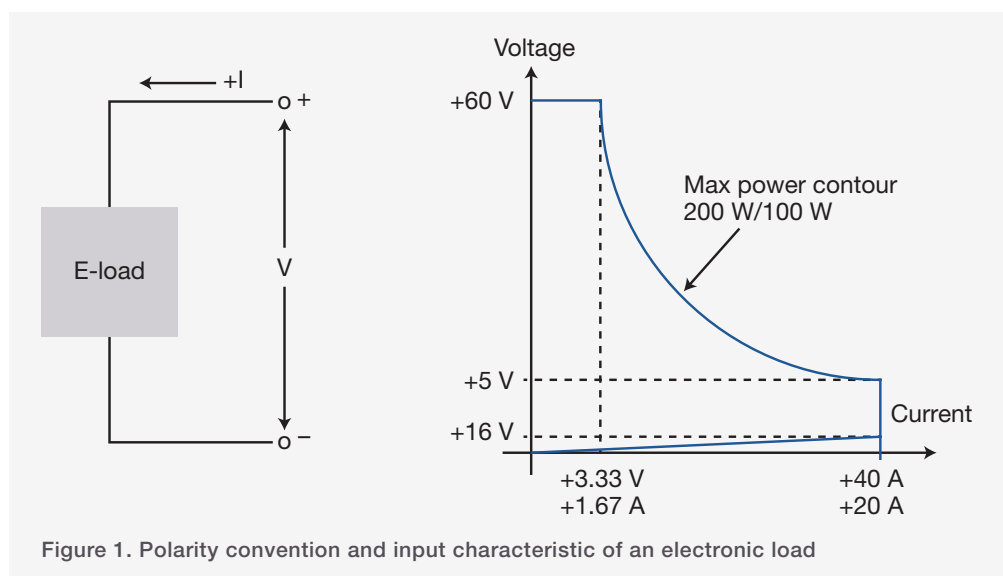 +I
o +
E-load
V
o −
Voltage
+60 V
Max power contour
200 W/100 W
+5 V
+16 V
Current
+3.33 V
+1.67 A
+40 A
+20 A
Figure 1. Polarity convention and input characteristic of an electronic load